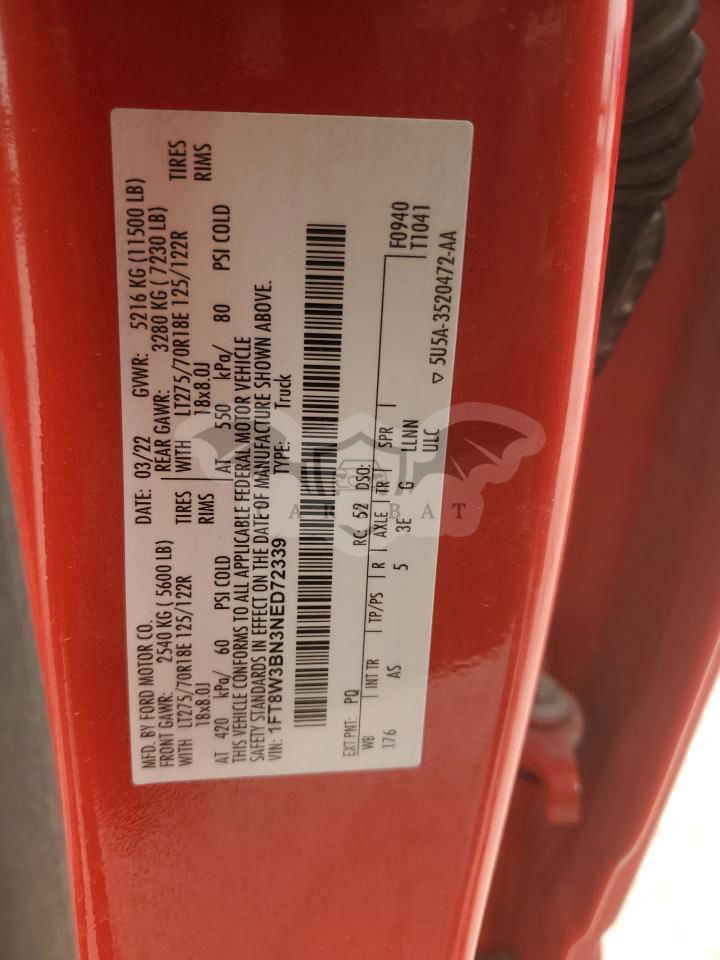 MFD. BY FORD MOTOR CO.
DATE: 03/22 GVWR: 5216 KG (11500 LB)
FRONT GAWR: 2540 KG ( 5600 LB) REAR GAWR: 3280 KG ( 7230 LB)
WITH LT275/70R18E 125/122R TIRES WITH LT275/70R18E 125/122R TIRES
18x8.0J RIMS 18x8.0J RIMS
AT 420 kPa/ 60 PSI COLD AT 550 kPa/ 80 PSI COLD
THIS VEHICLE CONFORMS TO ALL APPLICABLE FEDERAL MOTOR VEHICLE
SAFETY STANDARDS IN EFFECT ON THE DATE OF MANUFACTURE SHOWN ABOVE.
VIN: 1FT8W3BN3NED72339 TYPE: Truck
EXT PNT: PQ RC: 52 DSO:
WB INT TR TP/PS R AXLE TR SPR F0940
176 AS 5 3E G LLNN T1041
ULC
▽ 5U5A-3520472-AA
AR BAT